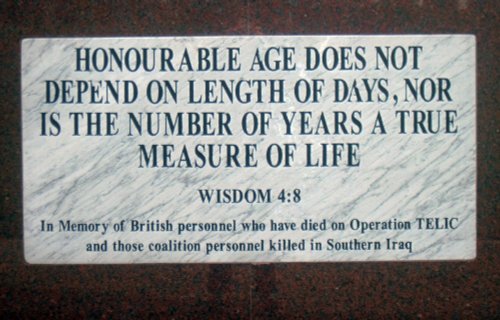 HONOURABLE AGE DOES NOT
DEPEND ON LENGTH OF DAYS, NOR
IS THE NUMBER OF YEARS A TRUE
MEASURE OF LIFE
WISDOM 4:8
In Memory of British personnel who have died on Operation TELIC
and those coalition personnel killed in Southern Iraq